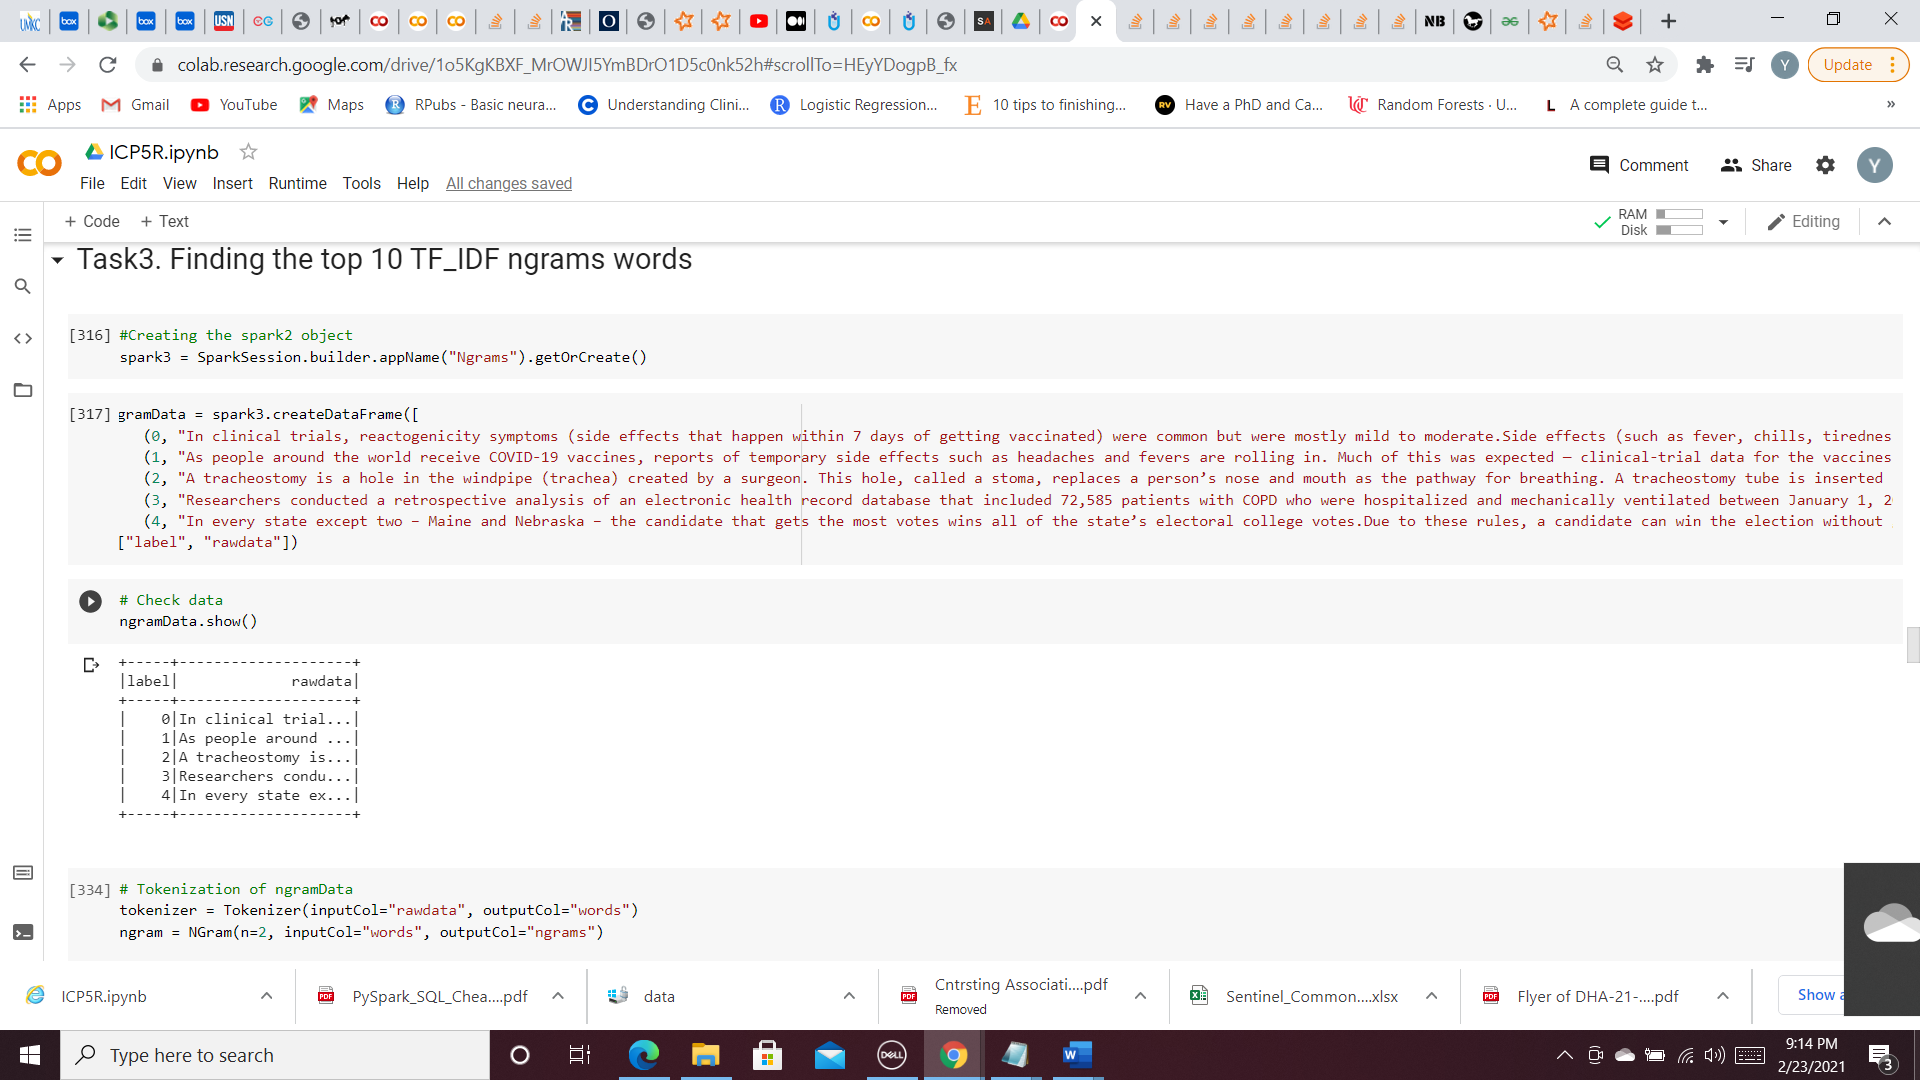 colab.research.google.com/drive/1o5KgKBXF_MrOWJI5YmBDrO1D5c0nk52h#scrollTo=HEyYDogpB_fx
Y
Update
Apps
Gmail
YouTube
Maps
RPubs - Basic neura...
Understanding Clini...
Logistic Regression...
10 tips to finishing...
Have a PhD and Ca...
Random Forests · U...
A complete guide t...
»
ICP5R.ipynb
Comment
Share
Y
File Edit View Insert Runtime Tools Help All changes saved
+ Code + Text
RAM
Disk
Editing
Task3. Finding the top 10 TF_IDF ngrams words
[316] #Creating the spark2 object
spark3 = SparkSession.builder.appName("Ngrams").getOrCreate()
[317] gramData = spark3.createDataFrame([
(0, "In clinical trials, reactogenicity symptoms (side effects that happen within 7 days of getting vaccinated) were common but were mostly mild to moderate.Side effects (such as fever, chills, tirednes
(1, "As people around the world receive COVID-19 vaccines, reports of temporary side effects such as headaches and fevers are rolling in. Much of this was expected — clinical-trial data for the vaccines
(2, "A tracheostomy is a hole in the windpipe (trachea) created by a surgeon. This hole, called a stoma, replaces a person’s nose and mouth as the pathway for breathing. A tracheostomy tube is inserted
(3, "Researchers conducted a retrospective analysis of an electronic health record database that included 72,585 patients with COPD who were hospitalized and mechanically ventilated between January 1, 2
(4, "In every state except two – Maine and Nebraska – the candidate that gets the most votes wins all of the state’s electoral college votes.Due to these rules, a candidate can win the election without
["label", "rawdata"])
# Check data
ngramData.show()
+-----+--------------------+
|label|             rawdata|
+-----+--------------------+
|    0|In clinical trial...|
|    1|As people around ...|
|    2|A tracheostomy is...|
|    3|Researchers condu...|
|    4|In every state ex...|
+-----+--------------------+
[334] # Tokenization of ngramData
tokenizer = Tokenizer(inputCol="rawdata", outputCol="words")
ngram = NGram(n=2, inputCol="words", outputCol="ngrams")
ICP5R.ipynb
PySpark_SQL_Chea....pdf
data
Cntrsting Associati....pdf
Removed
Sentinel_Common....xlsx
Flyer of DHA-21-....pdf
Show a
Type here to search
9:14 PM
2/23/2021
3